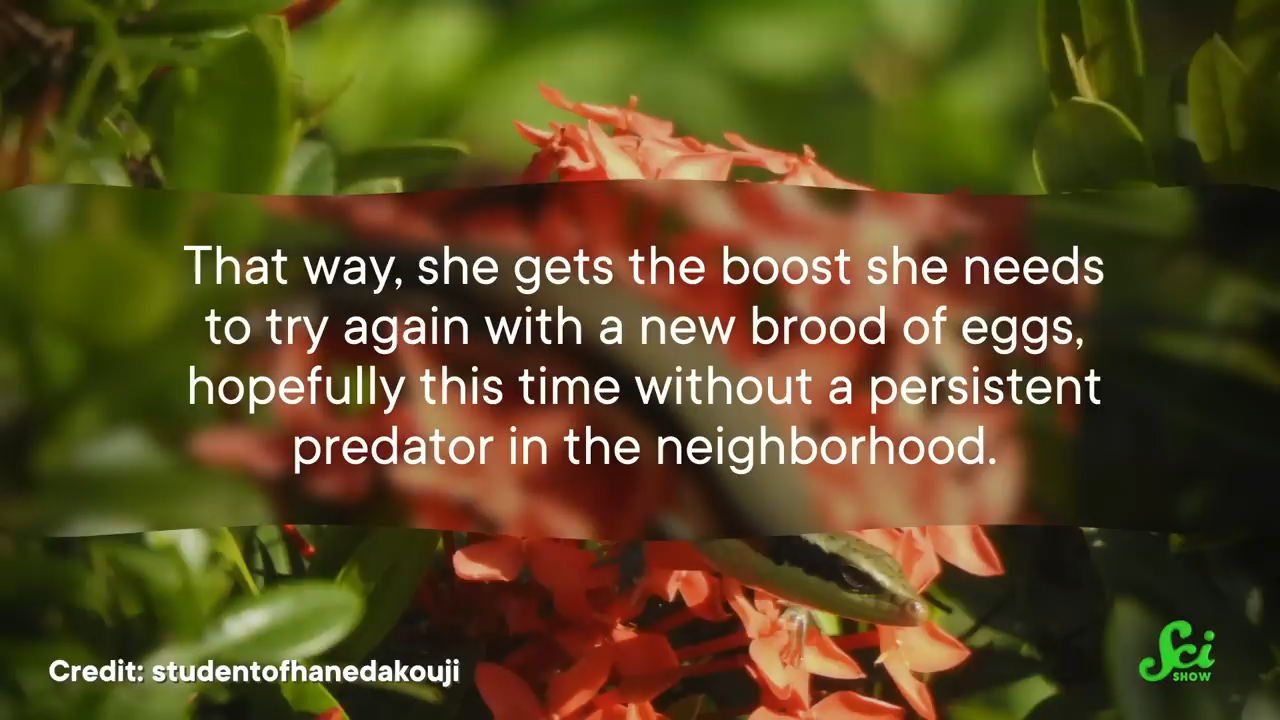 That way, she gets the boost she needs
to try again with a new brood of eggs,
hopefully this time without a persistent
predator in the neighborhood.
Credit: studentofhanedakouji
Sci
SHOW